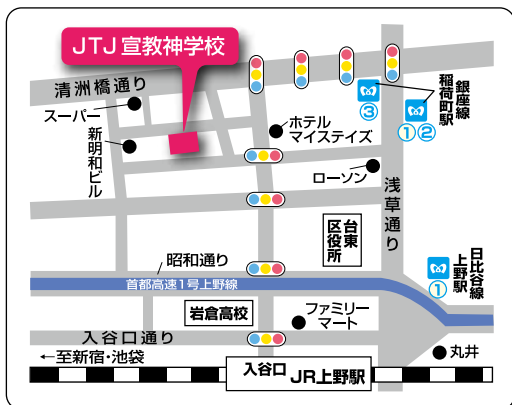 JTJ 宣教神学校
清洲橋通り
スーパー
新明和ビル
ホテル
マイステイズ
③
銀座線
稲荷町駅
①②
ローソン
浅草通り
台東
区役所
日比谷線
上野駅
①
昭和通り
首都高速1号上野線
岩倉高校
ファミリー
マート
入谷口通り
←至新宿・池袋
入谷口 JR上野駅
丸井